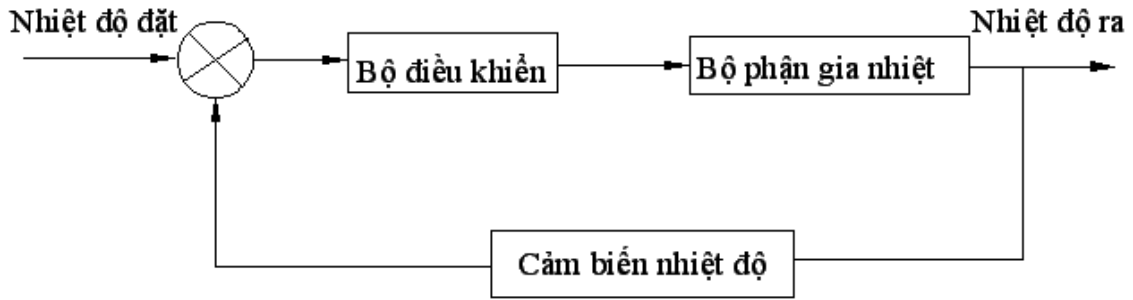 Nhiệt độ đặt
Nhiệt độ ra
Bộ điều khiển
Bộ phận gia nhiệt
Cảm biến nhiệt độ